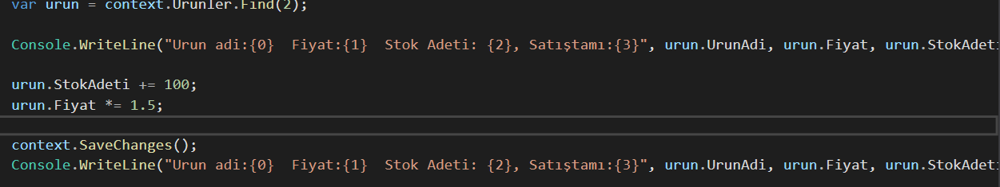 var urun = context.Urunler.Find(2);
Console.WriteLine("Urun adi:{0}  Fiyat:{1}  Stok Adeti: {2}, Satıştamı:{3}", urun.UrunAdi, urun.Fiyat, urun.StokAdeti
urun.StokAdeti += 100;
urun.Fiyat *= 1.5;
context.SaveChanges();
Console.WriteLine("Urun adi:{0}  Fiyat:{1}  Stok Adeti: {2}, Satıştamı:{3}", urun.UrunAdi, urun.Fiyat, urun.StokAdeti